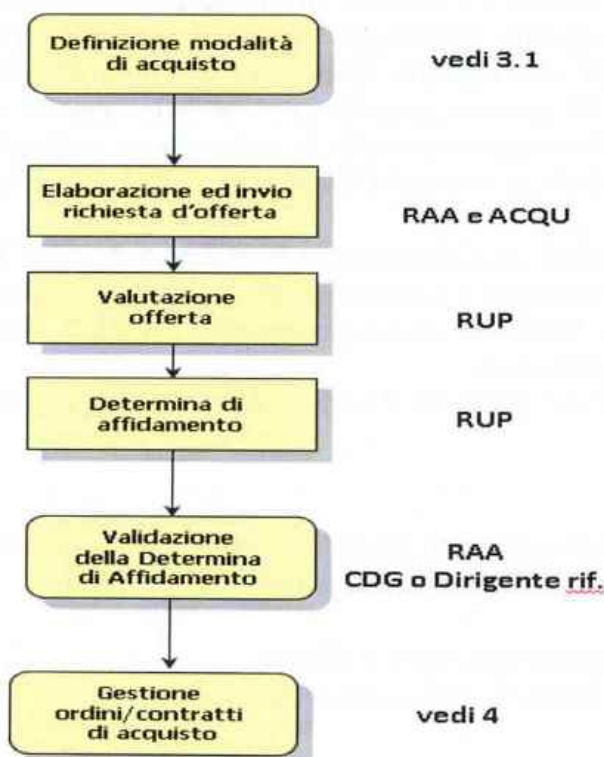 Definizione modalità
di acquisto
vedi 3.1
Elaborazione ed invio
richiesta d'offerta
RAA e ACQU
Valutazione
offerta
RUP
Determina di
affidamento
RUP
Validazione
della Determina
di Affidamento
RAA
CDG o Dirigente rif.
Gestione
ordini/contratti
di acquisto
vedi 4